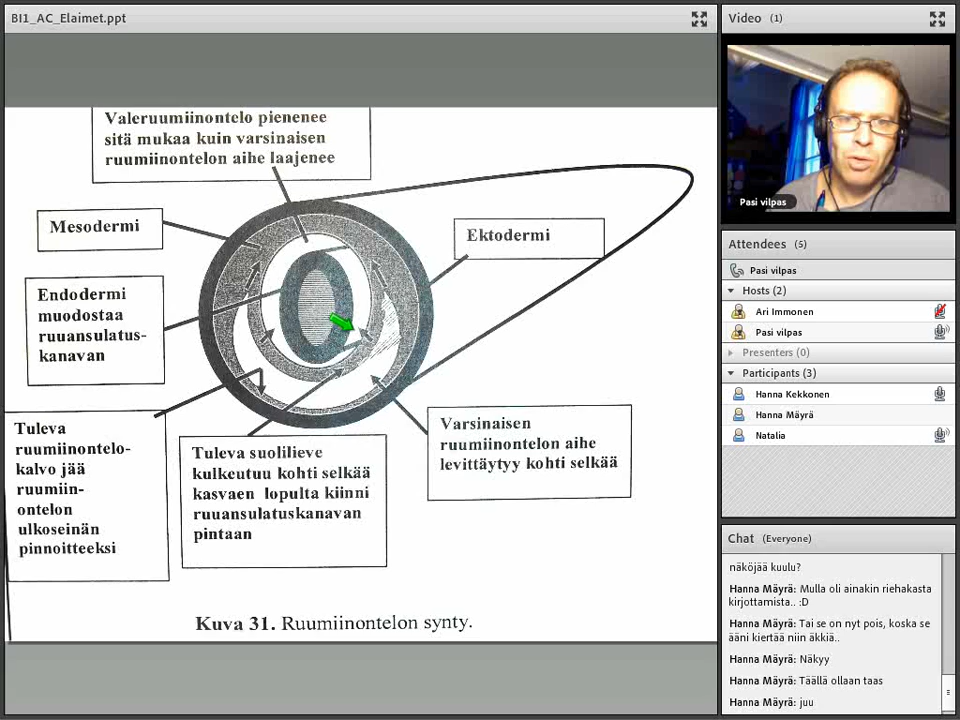 BI1_AC_Elaimet.ppt
Valeruumiinontelo pienenee
sitä mukaa kuin varsinaisen
ruumiinontelon aihe laajenee
Mesodermi
Ektodermi
Endodermi
muodostaa
ruuansulatus-
kanavan
Tuleva
ruumiinontelo-
kalvo jää
ruumiin-
ontelon
ulkoseinän
pinnoitteeksi
Tuleva suolilieve
kulkeutuu kohti selkää
kasvaen lopulta kiinni
ruuansulatuskanavan
pintaan
Varsinaisen
ruumiinontelon aihe
levittäytyy kohti selkää
Kuva 31. Ruumiinontelon synty.
Video (1)
Pasi vilpas
Attendees (5)
Pasi vilpas
Hosts (2)
Ari Immonen
Pasi vilpas
Presenters (0)
Participants (3)
Hanna Kekkonen
Hanna Mäyrä
Natalia
Chat (Everyone)
näköjää kuulu?
Hanna Mäyrä: Mulla oli ainakin riehakasta
kirjottamista.. :D
Hanna Mäyrä: Tai se on nyt pois, koska se
ääni kiertää niin äkkiä..
Hanna Mäyrä: Näkyy
Hanna Mäyrä: Täällä ollaan taas
Hanna Mäyrä: juu